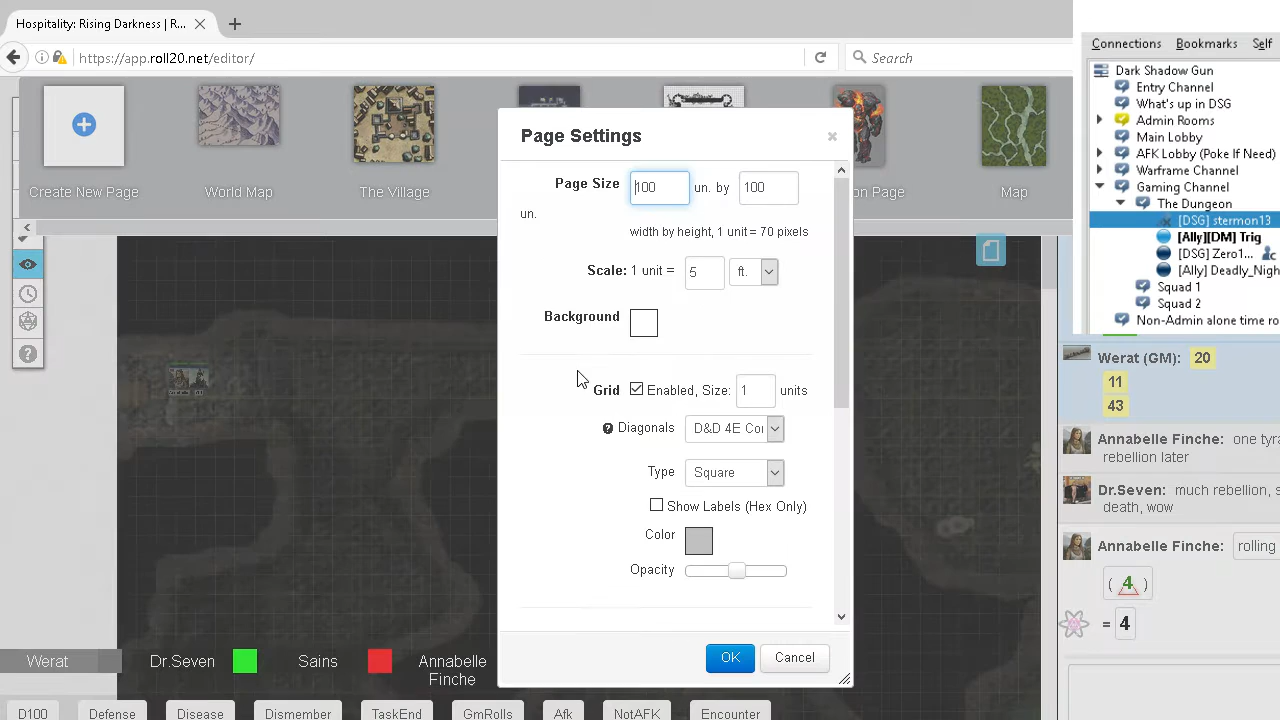 Hospitality: Rising Darkness | R...
https://app.roll20.net/editor/
Search
Create New Page
World Map
The Village
on Page
Map
Page Settings
Page Size 100 un. by 100
un.
width by height, 1 unit = 70 pixels
Scale: 1 unit = 5 ft.
Background
Grid Enabled, Size: 1 units
Diagonals D&D 4E Co
Type Square
Show Labels (Hex Only)
Color
Opacity
OK
Cancel
Werat
Dr.Seven
Sains
Annabelle
Finche
D100
Defense
Disease
Dismember
TaskEnd
GmRolls
Afk
NotAFK
Encounter
Connections Bookmarks Self
Dark Shadow Gun
Entry Channel
What's up in DSG
Admin Rooms
Main Lobby
AFK Lobby (Poke If Need)
Warframe Channel
Gaming Channel
The Dungeon
[DSG] stermon13
[Ally][DM] Trig
[DSG] Zero1...
[Ally] Deadly_Nigh
Squad 1
Squad 2
Non-Admin alone time ro
Werat (GM): 20
11
43
Annabelle Finche: one tyra
rebellion later
Dr.Seven: much rebellion, s
death, wow
Annabelle Finche: rolling
( 4 )
= 4